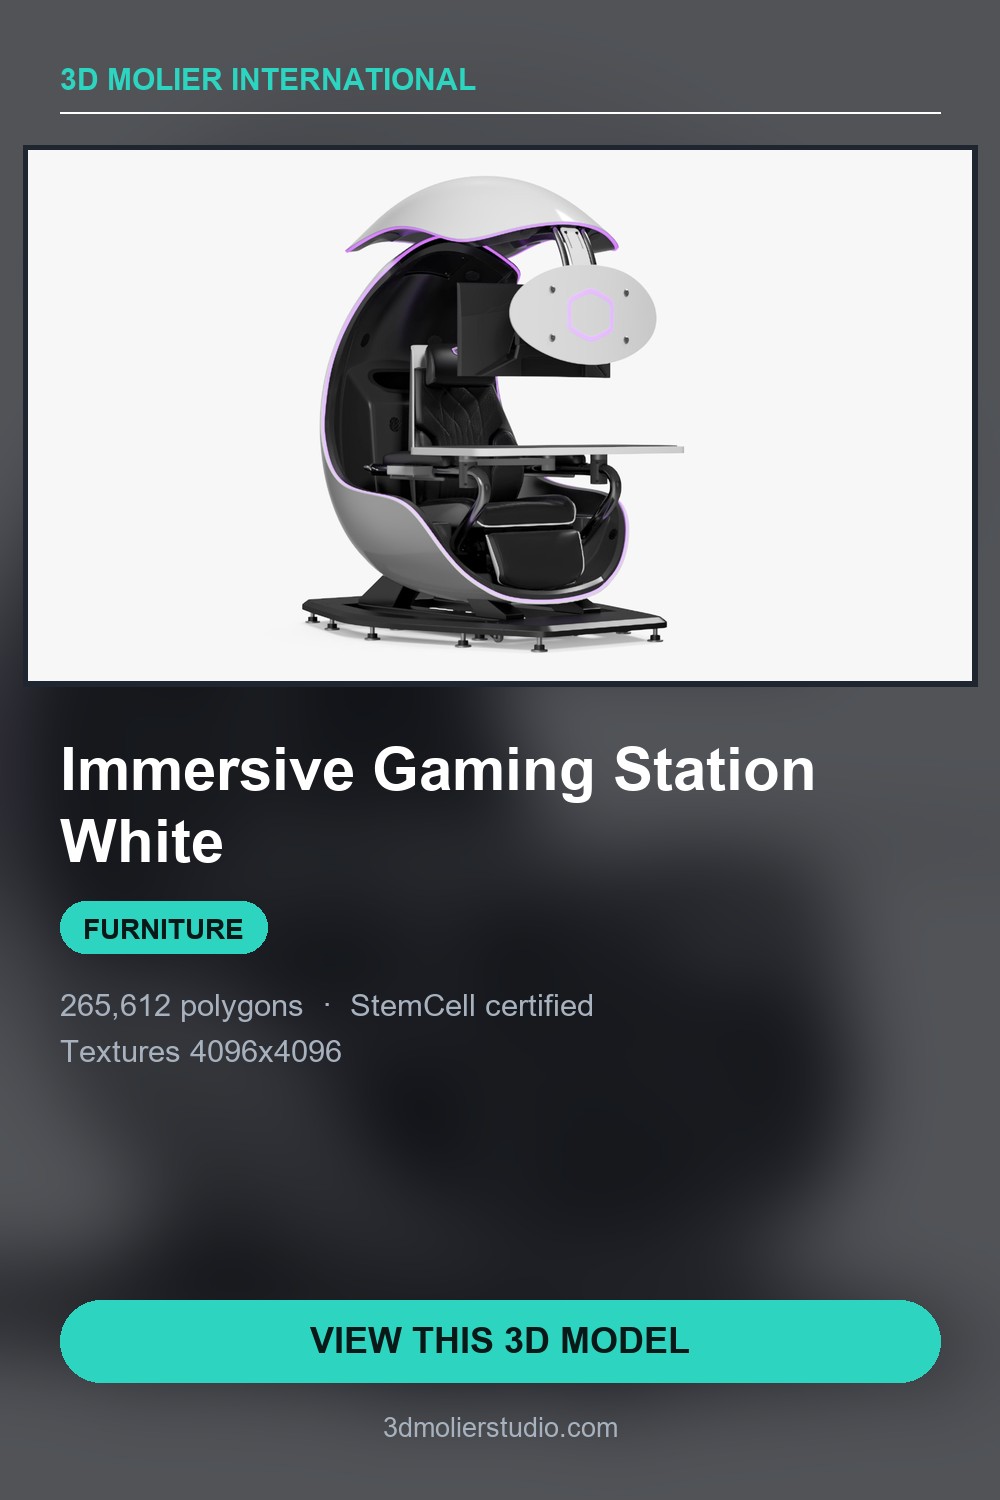 3D MOLIER INTERNATIONAL
Immersive Gaming Station
White
FURNITURE
265,612 polygons · StemCell certified
Textures 4096x4096
VIEW THIS 3D MODEL
3dmolierstudio.com